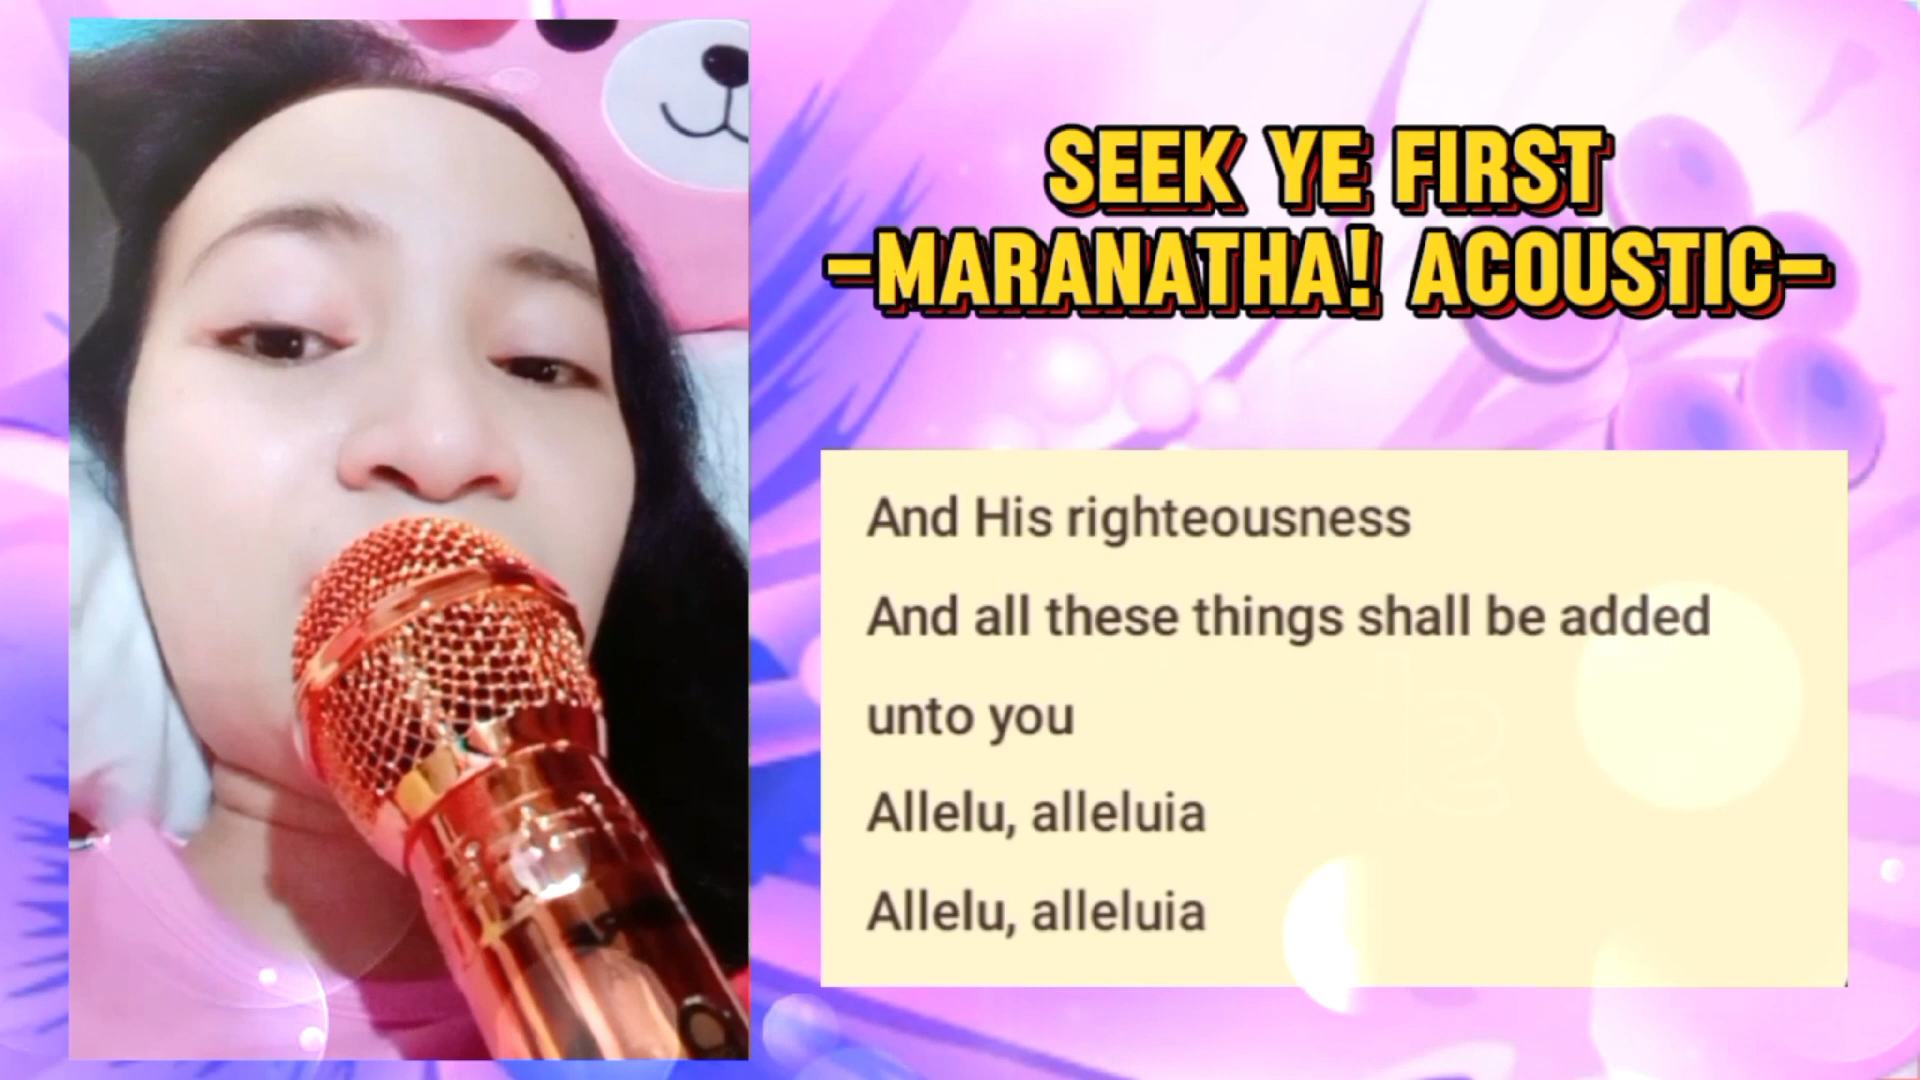 SEEK YE FIRST
-MARANATHA! ACOUSTIC-
And His righteousness
And all these things shall be added
unto you
Allelu, alleluia
Allelu, alleluia